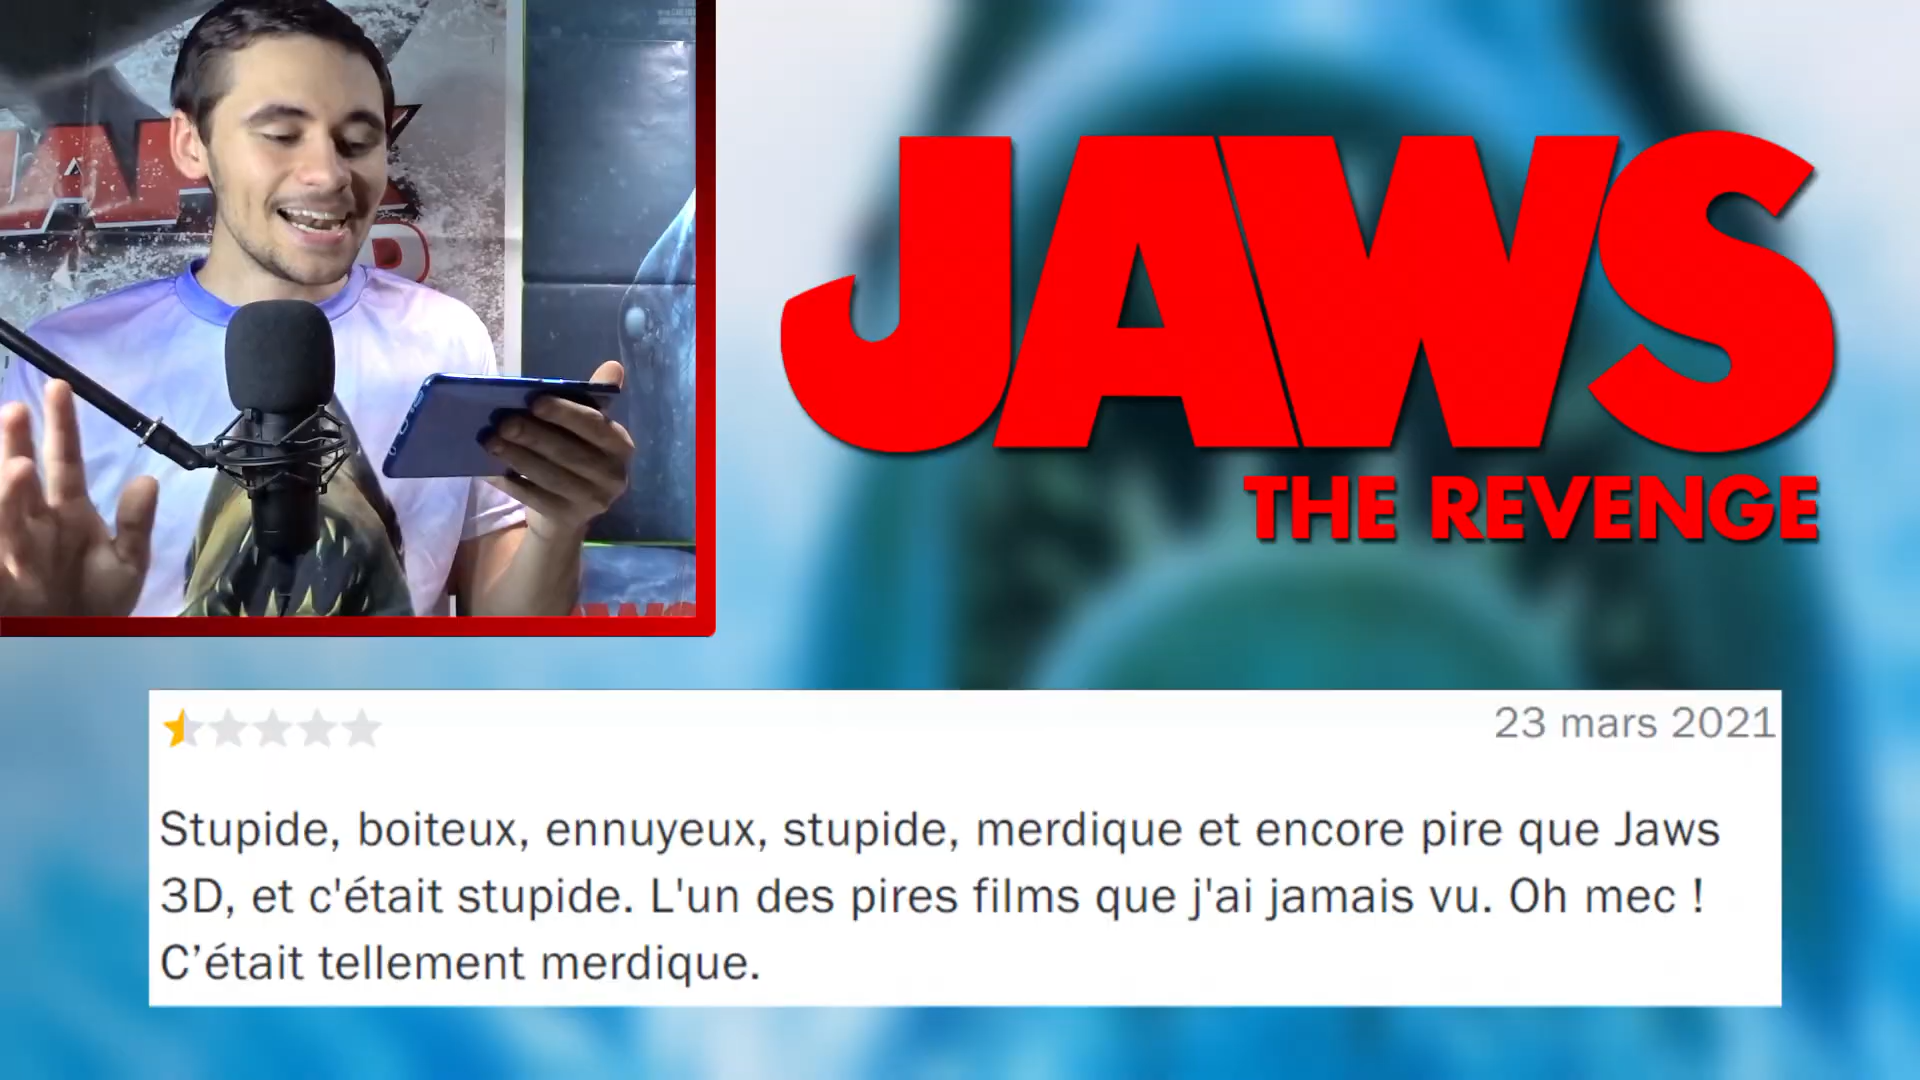 JAWS
THE REVENGE
23 mars 2021
Stupide, boiteux, ennuyeux, stupide, merdique et encore pire que Jaws
3D, et c'était stupide. L'un des pires films que j'ai jamais vu. Oh mec !
C’était tellement merdique.